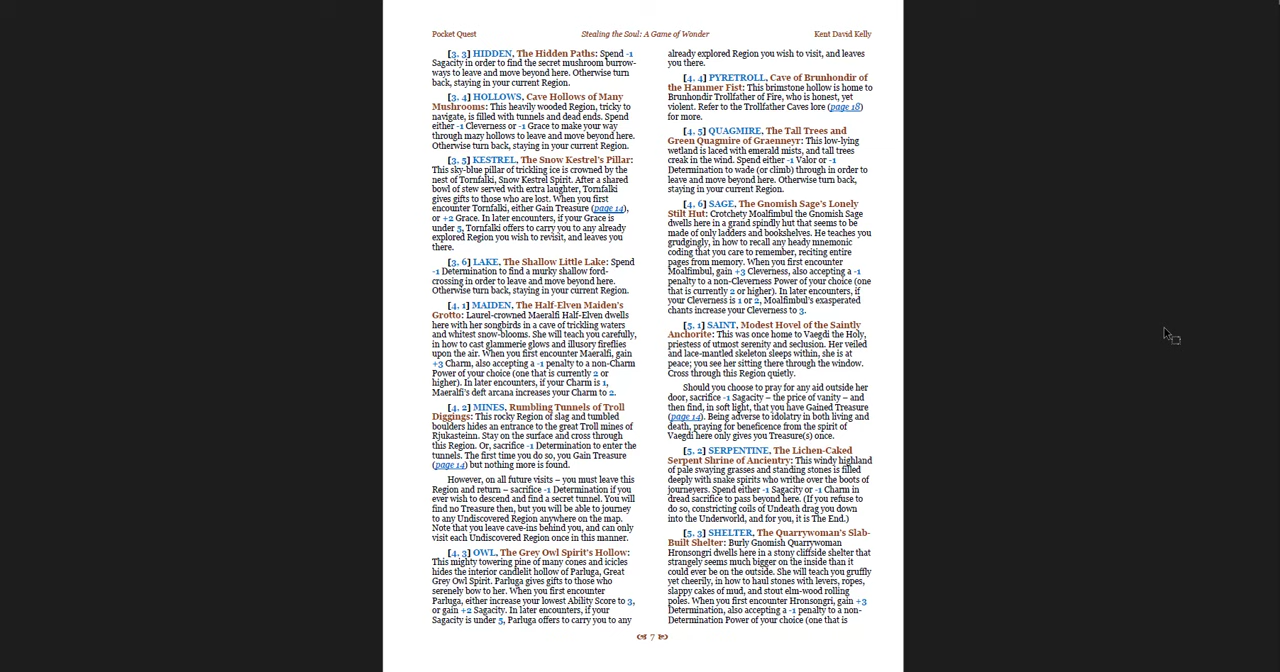 Pocket Quest
Stealing the Soul: A Game of Wonder
Kent David Kelly
[3, 3] HIDDEN. The Hidden Paths: Spend -1
Sagacity in order to find the secret mushroom burrow-
ways to leave and move beyond here. Otherwise turn
back, staying in your current Region.
[3, 4] HOLLOWS. Cave Hollows of Many
Mushrooms: This heavily wooded Region, tricky to
navigate, is filled with tunnels and dead ends. Spend
either -1 Cleverness or -1 Grace to make your way
through mazy hollows to leave and move beyond here.
Otherwise turn back, staying in your current Region.
[3, 5] KESTREL. The Snow Kestrel's Pillar:
This sky-blue pillar of trickling ice is crowned by the
nest of Tornfalki, Snow Kestrel Spirit. After a shared
bowl of stew served with extra laughter, Tornfalki
gives gifts to those who are lost. When you first
encounter Tornfalki, either Gain Treasure (page 14),
or +2 Grace. In later encounters, if your Grace is
under 5, Tornfalki offers to carry you to any already
explored Region you wish to revisit, and leaves you
there.
[3, 6] LAKE. The Shallow Little Lake: Spend
-1 Determination to find a murky shallow ford-
crossing in order to leave and move beyond here.
Otherwise turn back, staying in your current Region.
[4, 1] MAIDEN. The Half-Elven Maiden's
Grotto: Laurel-crowned Maeralfi Half-Elven dwells
here with her songbirds in a cave of trickling waters
and whitest snow-blooms. She will teach you carefully,
in how to cast glammerie glows and illusory fireflies
upon the air. When you first encounter Maeralfi, gain
+3 Charm, also accepting a -1 penalty to a non-Charm
Power of your choice (one that is currently 2 or
higher). In later encounters, if your Charm is 1,
Maeralfi's deft arcana increases your Charm to 2.
[4, 2] MINES. Rumbling Tunnels of Troll
Diggings: This rocky Region of slag and tumbled
boulders hides an entrance to the great Troll mines of
Rjukasteinn. Stay on the surface and cross through
this Region. Or, sacrifice -1 Determination to enter the
tunnels. The first time you do so, you Gain Treasure
(page 14) but nothing more is found.
However, on all future visits – you must leave this
Region and return – sacrifice -1 Determination if you
ever wish to descend and find a secret tunnel. You will
find no Treasure then, but you will be able to journey
to any Undiscovered Region anywhere on the map.
Note that you leave cave-ins behind you, and can only
visit each Undiscovered Region once in this manner.
[4, 3] OWL. The Grey Owl Spirit's Hollow:
This mighty towering pine of many cones and icicles
hides the interior candlelit hollow of Parluga, Great
Grey Owl Spirit. Parluga gives gifts to those who
serenely bow to her. When you first encounter
Parluga, either increase your lowest Ability Score to 3,
or gain +2 Sagacity. In later encounters, if your
Sagacity is under 5, Parluga offers to carry you to any
already explored Region you wish to visit, and leaves
you there.
[4, 4] PYRETROLL. Cave of Brunhondir of
the Hammer Fist: This brimstone hollow is home to
Brunhondir Trollfather of Fire, who is honest, yet
violent. Refer to the Trollfather Caves lore (page 18)
for more.
[4, 5] QUAGMIRE. The Tall Trees and
Green Quagmire of Graenneyr: This low-lying
wetland is laced with emerald mists, and tall trees
creak in the wind. Spend either -1 Valor or -1
Determination to wade (or climb) through in order to
leave and move beyond here. Otherwise turn back,
staying in your current Region.
[4, 6] SAGE. The Gnomish Sage's Lonely
Stilt Hut: Crotchety Moalfimbul the Gnomish Sage
dwells here in a grand spindly hut that seems to be
made of only ladders and bookshelves. He teaches you
grudgingly, in how to recall any heady mnemonic
coding that you care to remember, reciting entire
pages from memory. When you first encounter
Moalfimbul, gain +3 Cleverness, also accepting a -1
penalty to a non-Cleverness Power of your choice (one
that is currently 2 or higher). In later encounters, if
your Cleverness is 1 or 2, Moalfimbul's exasperated
chants increase your Cleverness to 3.
[5, 1] SAINT. Modest Hovel of the Saintly
Anchorite: This was once home to Vaegdi the Holy,
priestess of utmost serenity and seclusion. Her veiled
and lace-mantled skeleton sleeps within, she is at
peace; you see her sitting there through the window.
Cross through this Region quietly.
Should you choose to pray for any aid outside her
door, sacrifice -1 Sagacity – the price of vanity – and
then find, in soft light, that you have Gained Treasure
(page 14). Being adverse to idolatry in both living and
death, praying for beneficence from the spirit of
Vaegdi here only gives you Treasure(s) once.
[5, 2] SERPENTINE. The Lichen-Caked
Serpent Shrine of Ancientry: This windy highland
of pale swaying grasses and standing stones is filled
deeply with snake spirits who writhe over the boots of
journeyers. Spend either -1 Sagacity or -1 Charm in
dread sacrifice to pass beyond here. (If you refuse to
do so, constricting coils of Undeath drag you down
into the Underworld, and for you, it is The End.)
[5, 3] SHELTER. The Quarrywoman's Slab-
Built Shelter: Burly Gnomish Quarrywoman
Hronsongri dwells here in a stony cliffside shelter that
strangely seems much bigger on the inside than it
could ever be on the outside. She will teach you gruffly
yet cheerily, in how to haul stones with levers, ropes,
slappy cakes of mud, and stout elm-wood rolling
poles. When you first encounter Hronsongri, gain +3
Determination, also accepting a -1 penalty to a non-
Determination Power of your choice (one that is
7